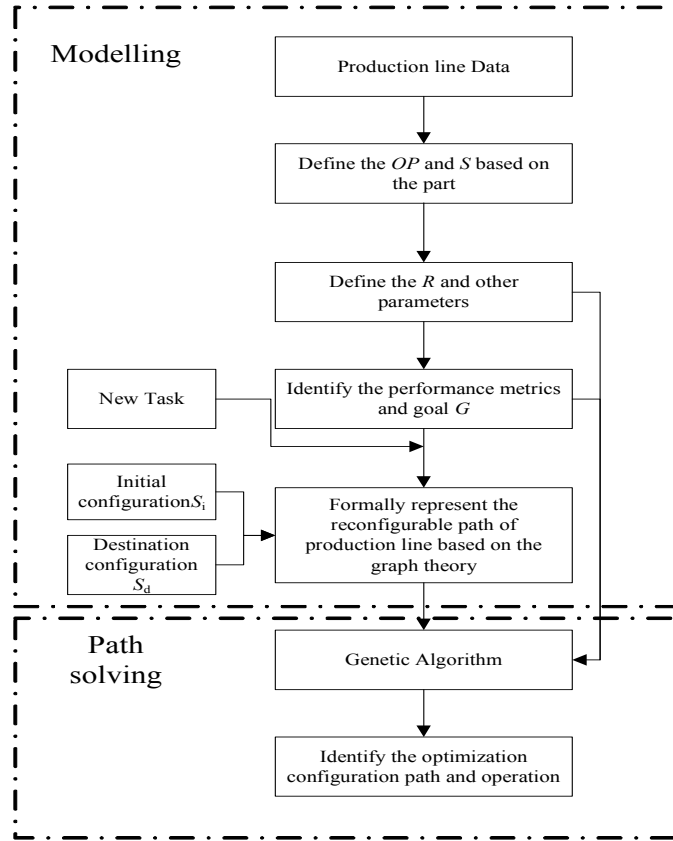 Modelling
Production line Data
Define the OP and S based on
the part
Define the R and other
parameters
New Task
Identify the performance metrics
and goal G
Initial
configurationSi
Destination
configuration
Sd
Formally represent the
reconfigurable path of
production line based on the
graph theory
Path
solving
Genetic Algorithm
Identify the optimization
configuration path and operation